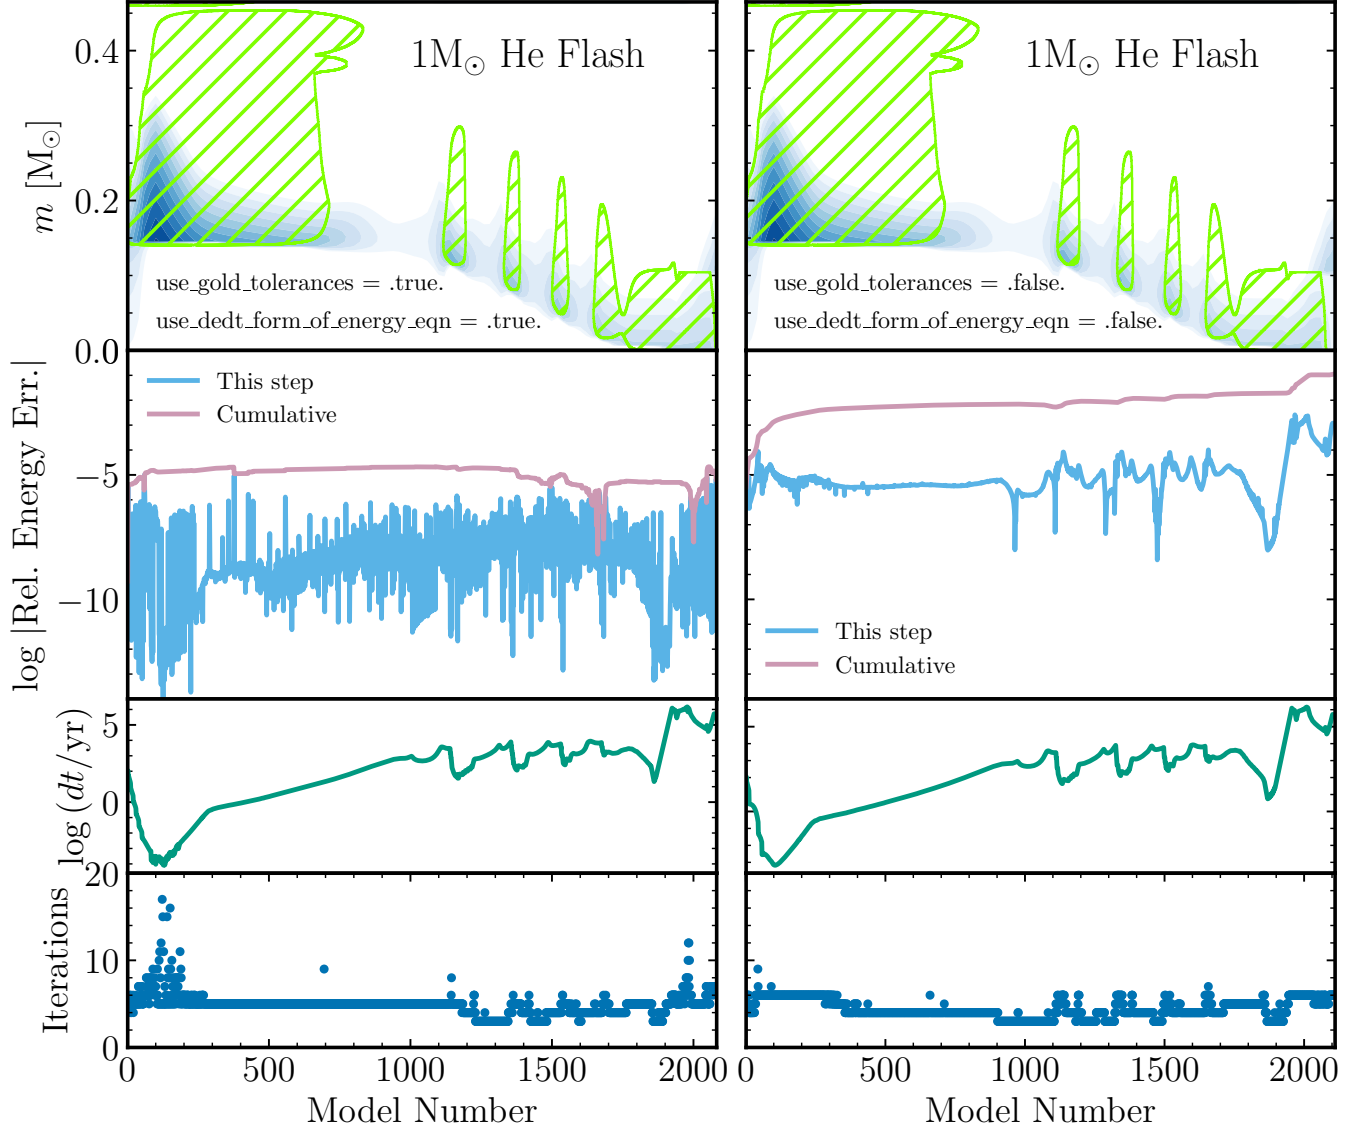 1M⊙ He Flash
1M⊙ He Flash
0.4
0.2
0.0
m [M⊙]
use_gold_tolerances = .true.
use_dedt_form_of_energy_eqn = .true.
use_gold_tolerances = .false.
use_dedt_form_of_energy_eqn = .false.
log |Rel. Energy Err.|
−5
−10
This step
Cumulative
This step
Cumulative
log (dt/yr)
5
0
Iterations
20
10
0
0 500 1000 1500 2000
0 500 1000 1500 2000
Model Number
Model Number